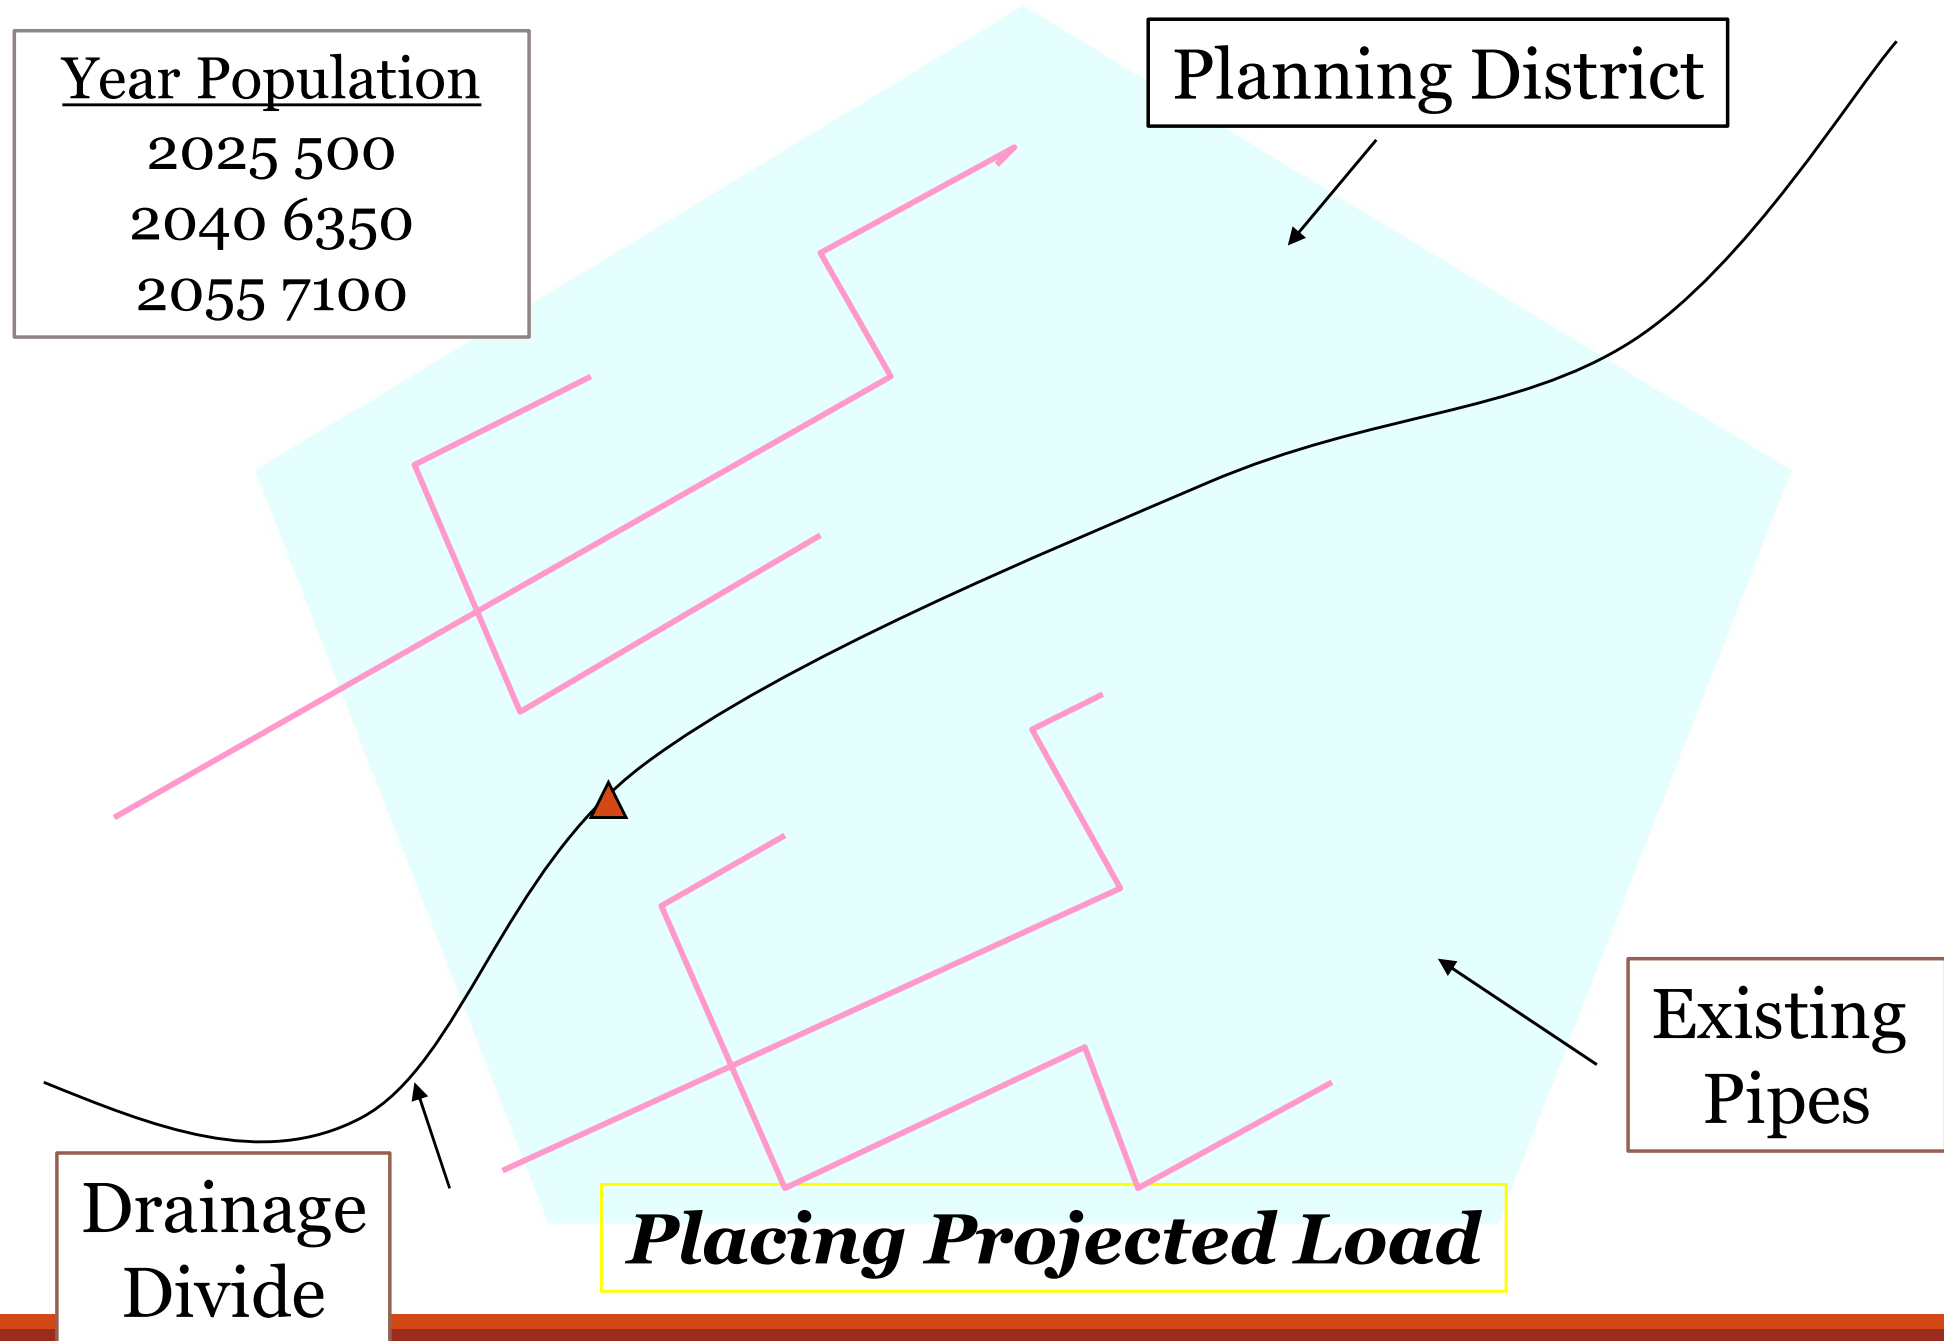 Year Population
2025 500
2040 6350
2055 7100
Planning District
Existing
Pipes
Drainage
Divide
Placing Projected Load